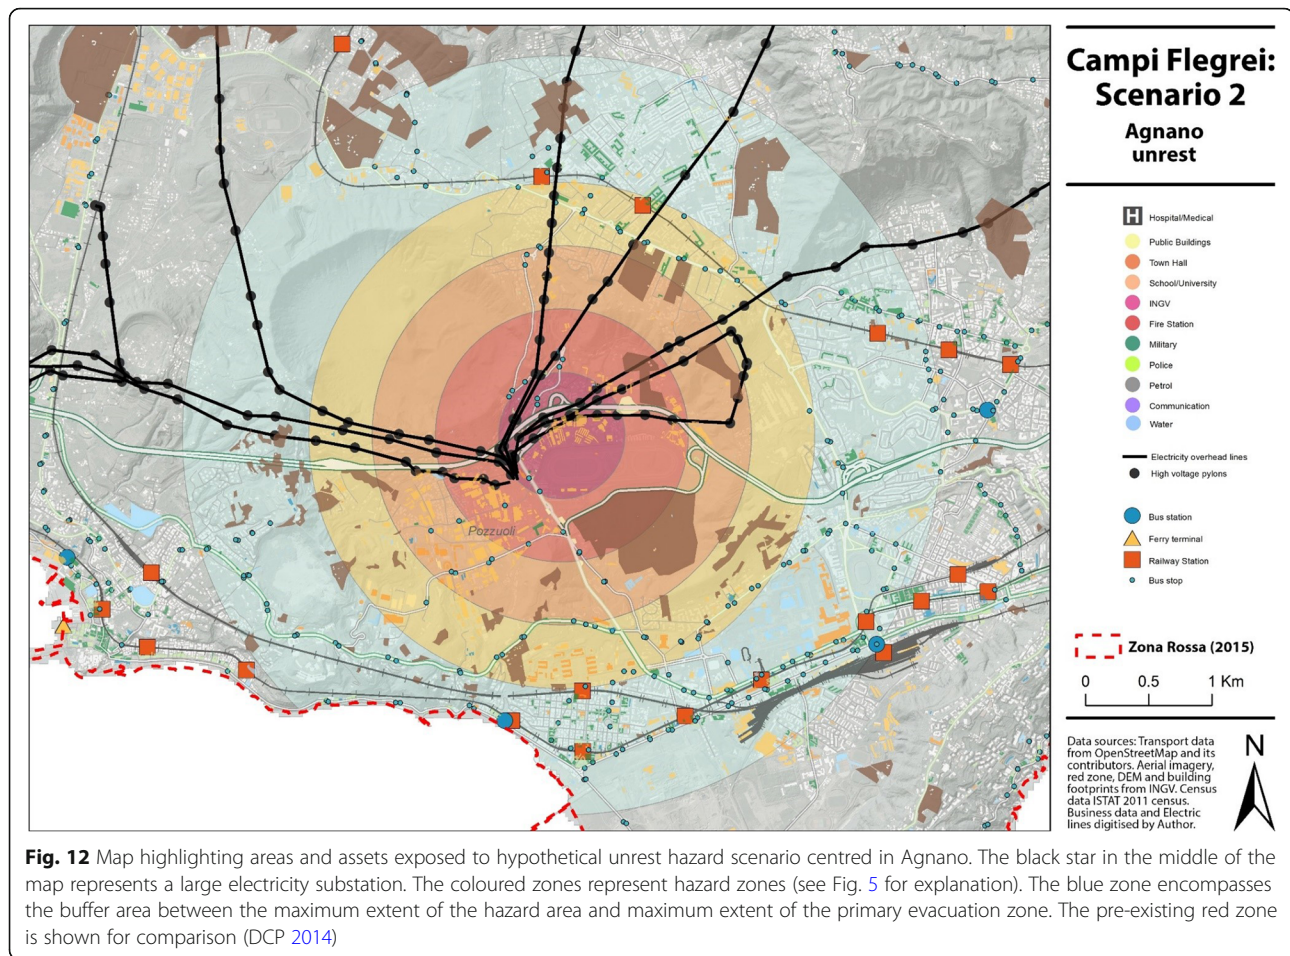 Pozzuoli
Campi Flegrei:
Scenario 2
Agnano
unrest
H Hospital/Medical
Public Buildings
Town Hall
School/University
INGV
Fire Station
Military
Police
Petrol
Communication
Water
Electricity overhead lines
High voltage pylons
Bus station
Ferry terminal
Railway Station
Bus stop
Zona Rossa (2015)
0 0.5 1 Km
Data sources: Transport data
from OpenStreetMap and its
contributors. Aerial imagery,
red zone, DEM and building
footprints from INGV. Census
data ISTAT 2011 census.
Business data and Electric
lines digitised by Author.
N
Fig. 12 Map highlighting areas and assets exposed to hypothetical unrest hazard scenario centred in Agnano. The black star in the middle of the
map represents a large electricity substation. The coloured zones represent hazard zones (see Fig. 5 for explanation). The blue zone encompasses
the buffer area between the maximum extent of the hazard area and maximum extent of the primary evacuation zone. The pre-existing red zone
is shown for comparison (DCP 2014)